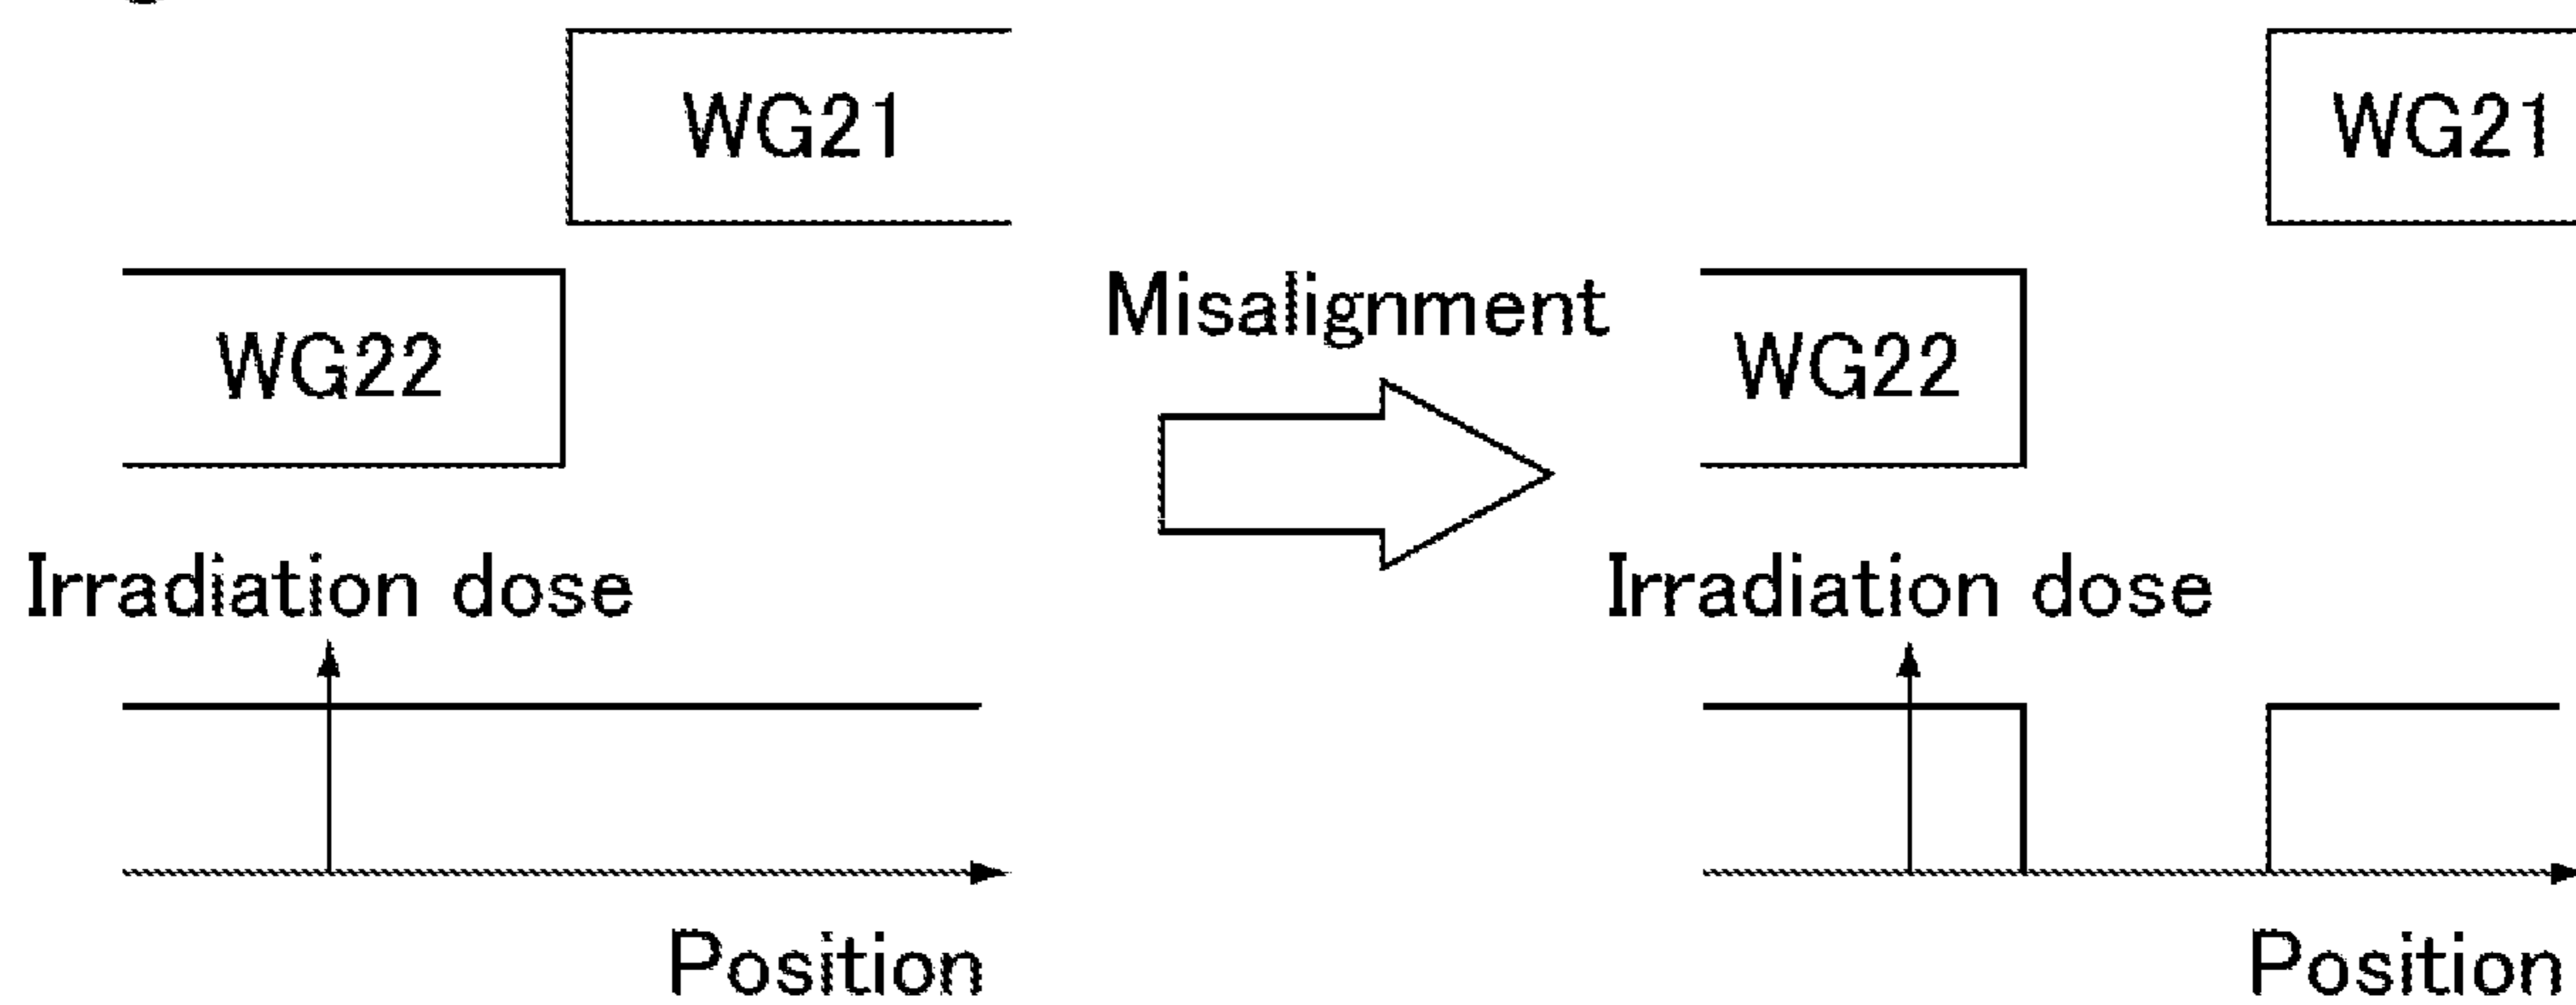 WG21
WG22
Irradiation dose
Position
Misalignment
WG21
WG22
Irradiation dose
Position